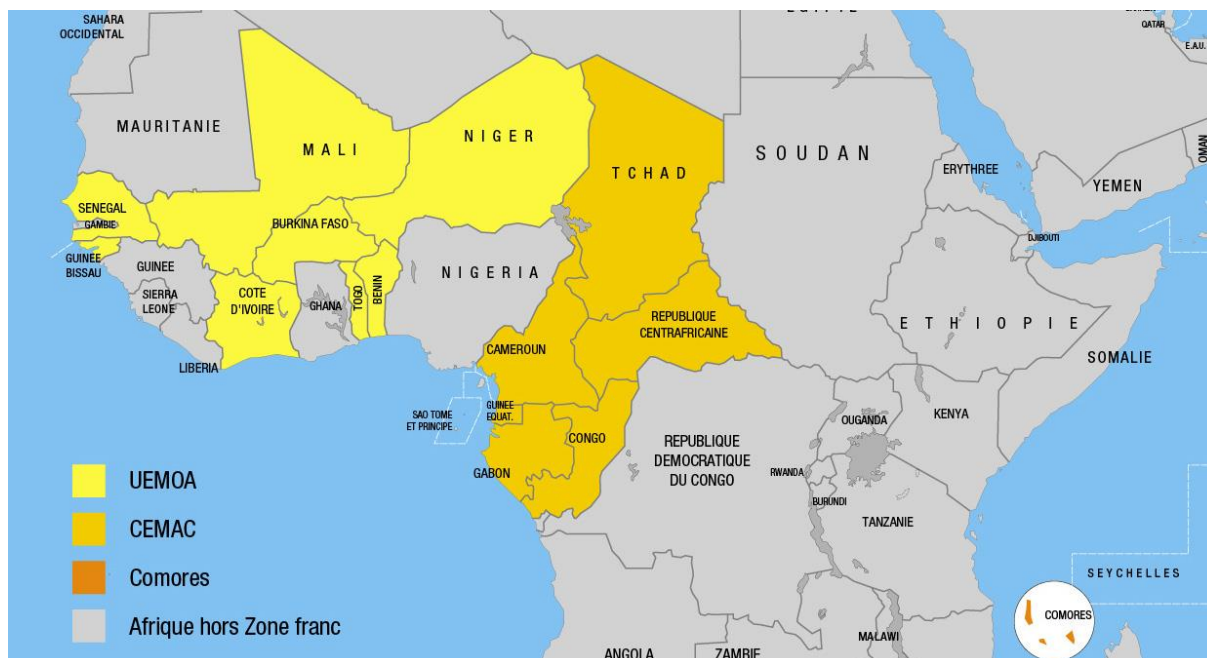 SAHARA
OCCIDENTAL
QATAR
E.A.U.
MAURITANIE
MALI
NIGER
TCHAD
SOUDAN
ERYTHREE
YEMEN
OMAN
SENEGAL
GAMBIE
GUINEE
BISSAU
GUINEE
SIERRA
LEONE
LIBERIA
COTE
D'IVOIRE
BURKINA FASO
GHANA
TOGO
BENIN
NIGERIA
DJIBOUTI
ETHIOPIE
SOMALIE
REPUBLIQUE
CENTRAFRICAINE
CAMEROUN
GUINEE
EQUAT.
SAO TOME
ET PRINCIPE
GABON
CONGO
REPUBLIQUE
DEMOCRATIQUE
DU CONGO
OUGANDA
KENYA
RWANDA
BURUNDI
TANZANIE
SEYCHELLES
COMORES
MALAWI
ANGOLA
ZAMBIE
UEMOA
CEMAC
Comores
Afrique hors Zone franc